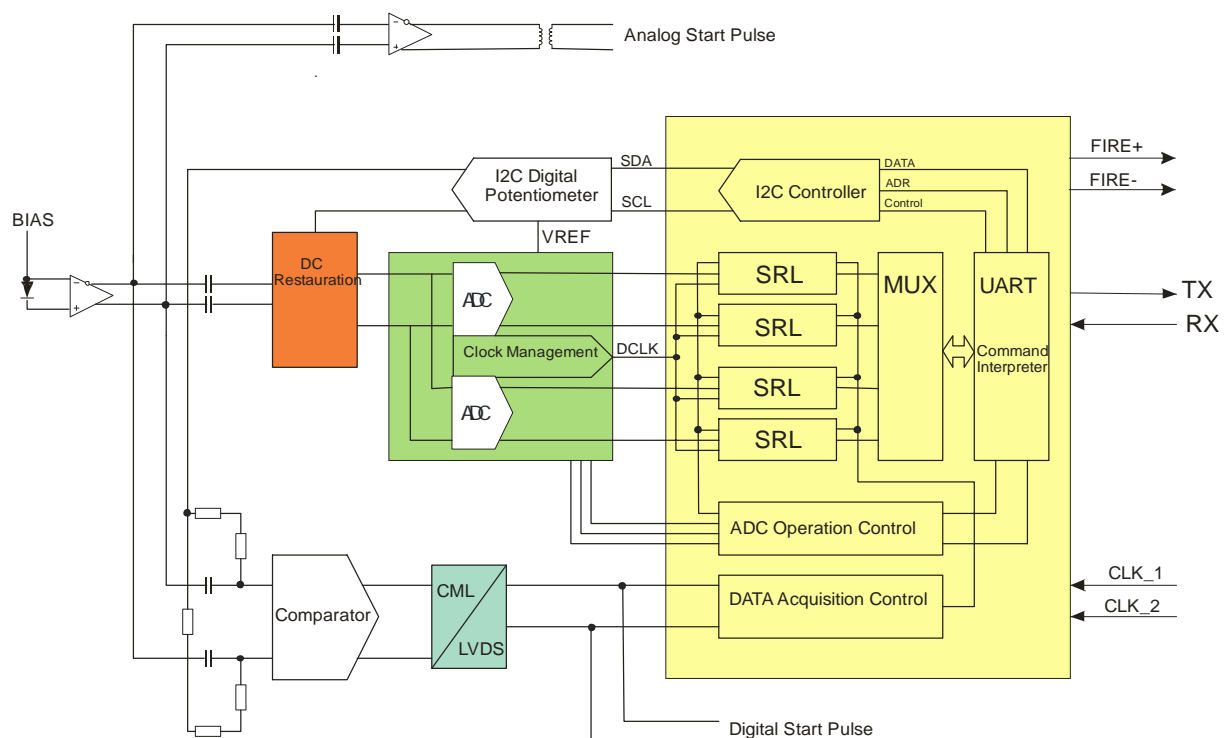 Analog Start Pulse
FIRE+
FIRE-
SDA
SCL
I2C Digital
Potentiometer
I2C Controller
DATA
ADR
Control
BIAS
VREF
DC
Restauration
ADC
SRL
MUX
UART
TX
RX
SRL
Clock Management
DCLK
Command
Interpreter
SRL
ADC
SRL
ADC Operation Control
CLK_1
CLK_2
CML
LVDS
DATA Acquisition Control
Comparator
Digital Start Pulse